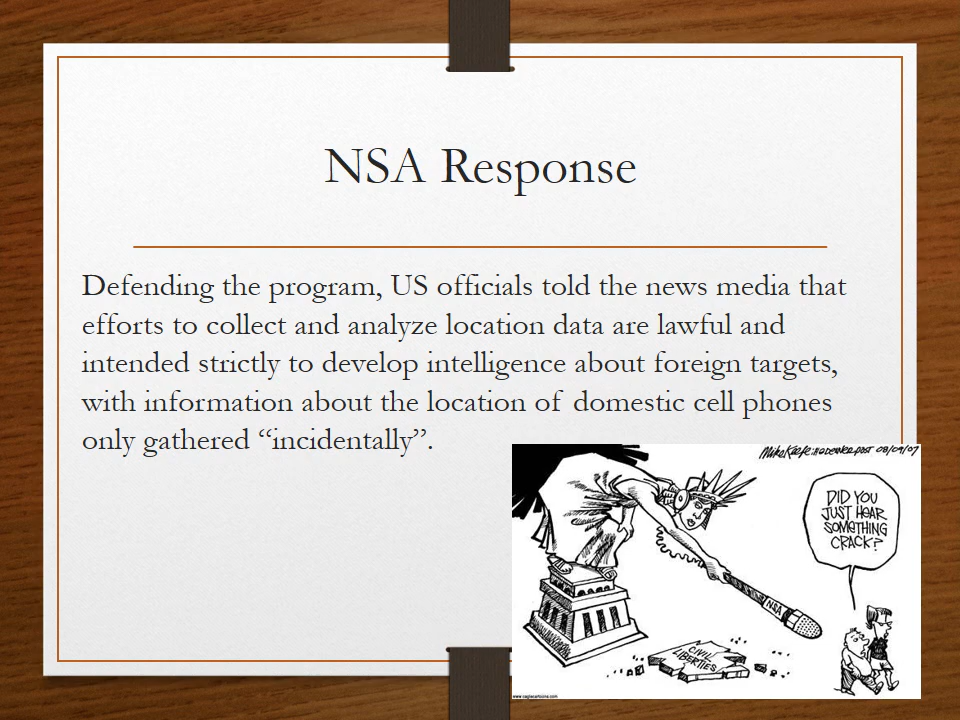 NSA Response
Defending the program, US officials told the news media that
efforts to collect and analyze location data are lawful and
intended strictly to develop intelligence about foreign targets,
with information about the location of domestic cell phones
only gathered “incidentally”.
Mike Keefe DENVER POST 08/09/07
DID YOU
JUST HEAR
SOMETHING
CRACK?
NSA
CIVIL
LIBERTIES
www.caglecartoons.com